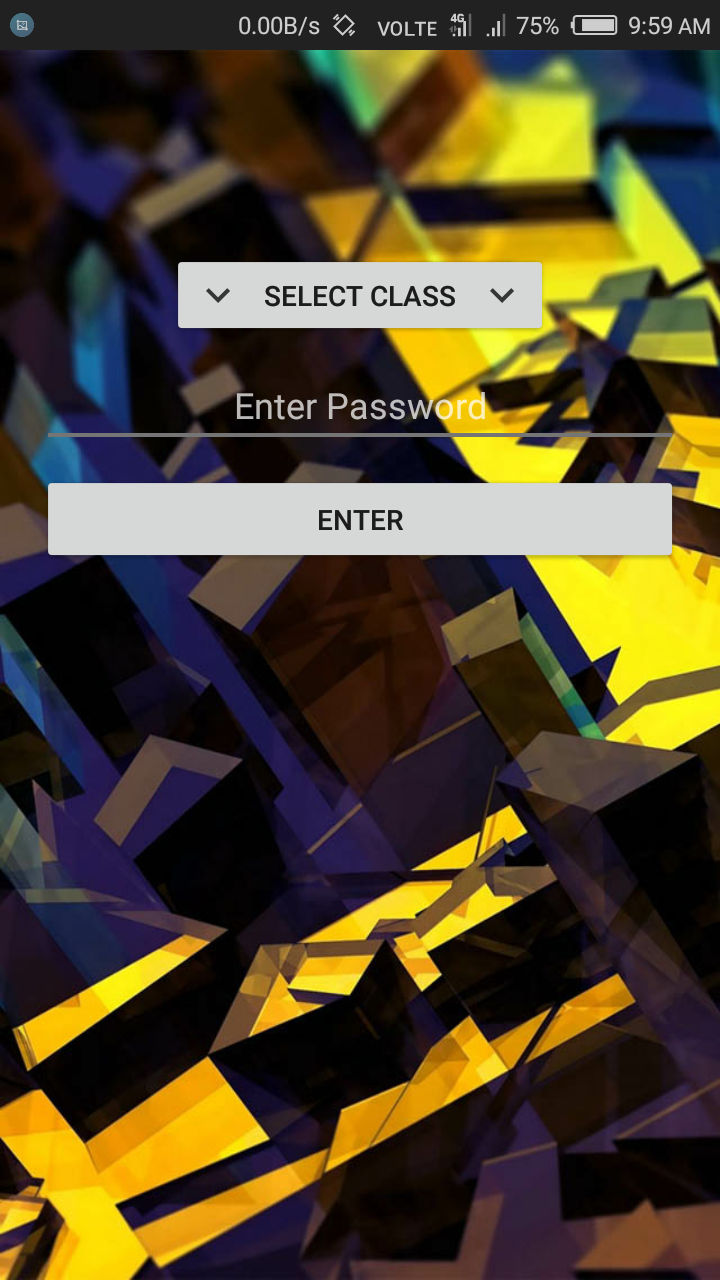 0.00B/s VOLTE 4G 75% 9:59 AM
SELECT CLASS
Enter Password
ENTER